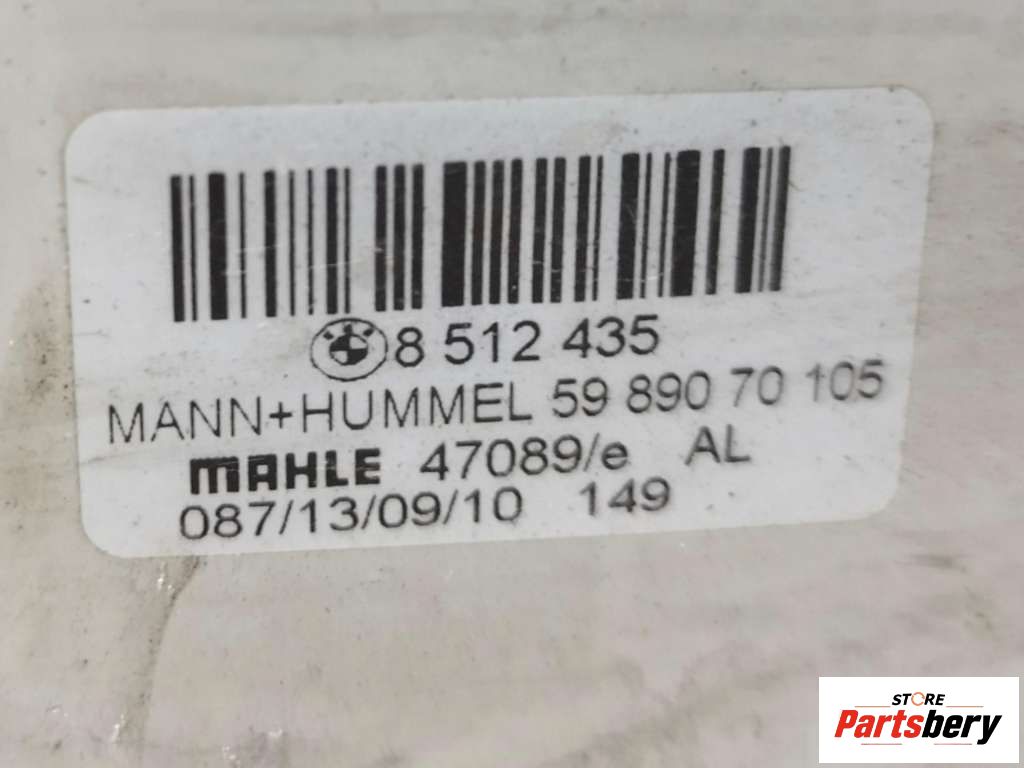 8 512 435
MANN+HUMMEL 59 890 70 105
MAHLE 47089/e AL
087/13/09/10 149
STORE
Partsbery